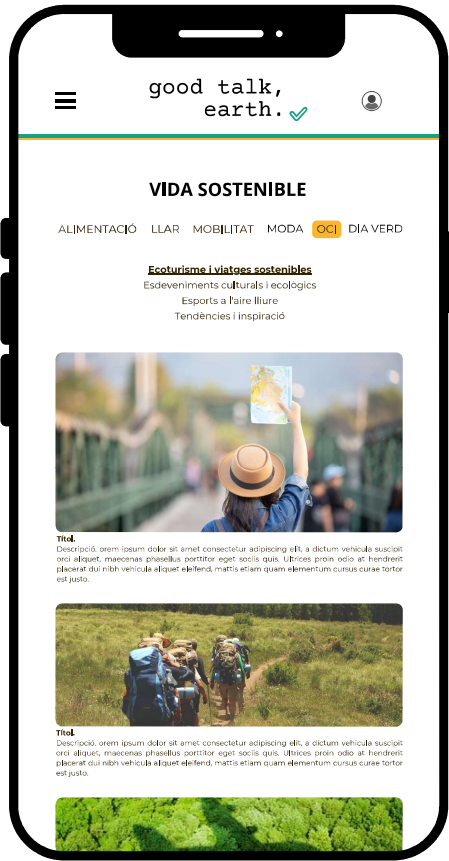 good talk,
earth.
VIDA SOSTENIBLE
ALIMENTACIÓ LLAR MOBILITAT MODA OCI DIA VERD
Ecoturisme i viatges sostenibles
Esdeveniments culturals i ecològics
Esports a l'aire lliure
Tendències i inspiració
Títol.
Descripció. orem ipsum dolor sit amet consectetur adipiscing elit, a dictum vehicula suscipit
orci aliquet, maecenas phasellus porttitor eget sociis quis. Ultrices proin odio at hendrerit
placerat dui nibh vehicula aliquet eleifend, mattis etiam quam elementum cursus curae tortor
est justo.
Títol.
Descripció. orem ipsum dolor sit amet consectetur adipiscing elit, a dictum vehicula suscipit
orci aliquet, maecenas phasellus porttitor eget sociis quis. Ultrices proin odio at hendrerit
placerat dui nibh vehicula aliquet eleifend, mattis etiam quam elementum cursus curae tortor
est justo.